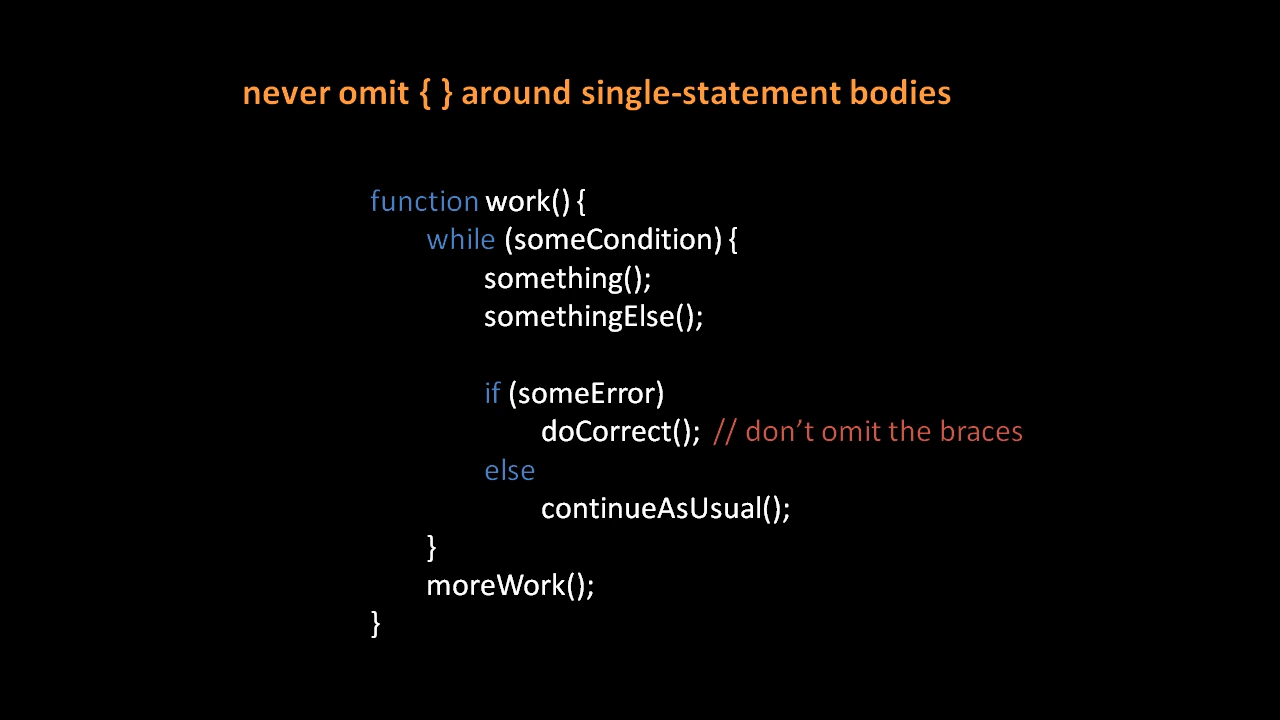 never omit { } around single-statement bodies
function work() {
while (someCondition) {
something();
somethingElse();
if (someError)
doCorrect(); // don’t omit the braces
else
continueAsUsual();
}
moreWork();
}